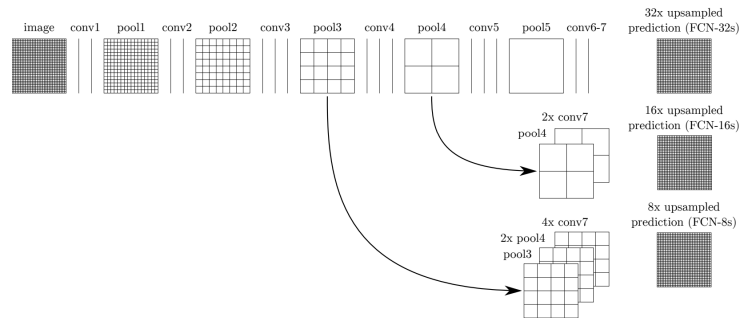 image conv1 pool1 conv2 pool2 conv3 pool3 conv4 pool4 conv5 pool5 conv6-7
32x upsampled
prediction (FCN-32s)
2x conv7
pool4
16x upsampled
prediction (FCN-16s)
4x conv7
2x pool4
pool3
8x upsampled
prediction (FCN-8s)